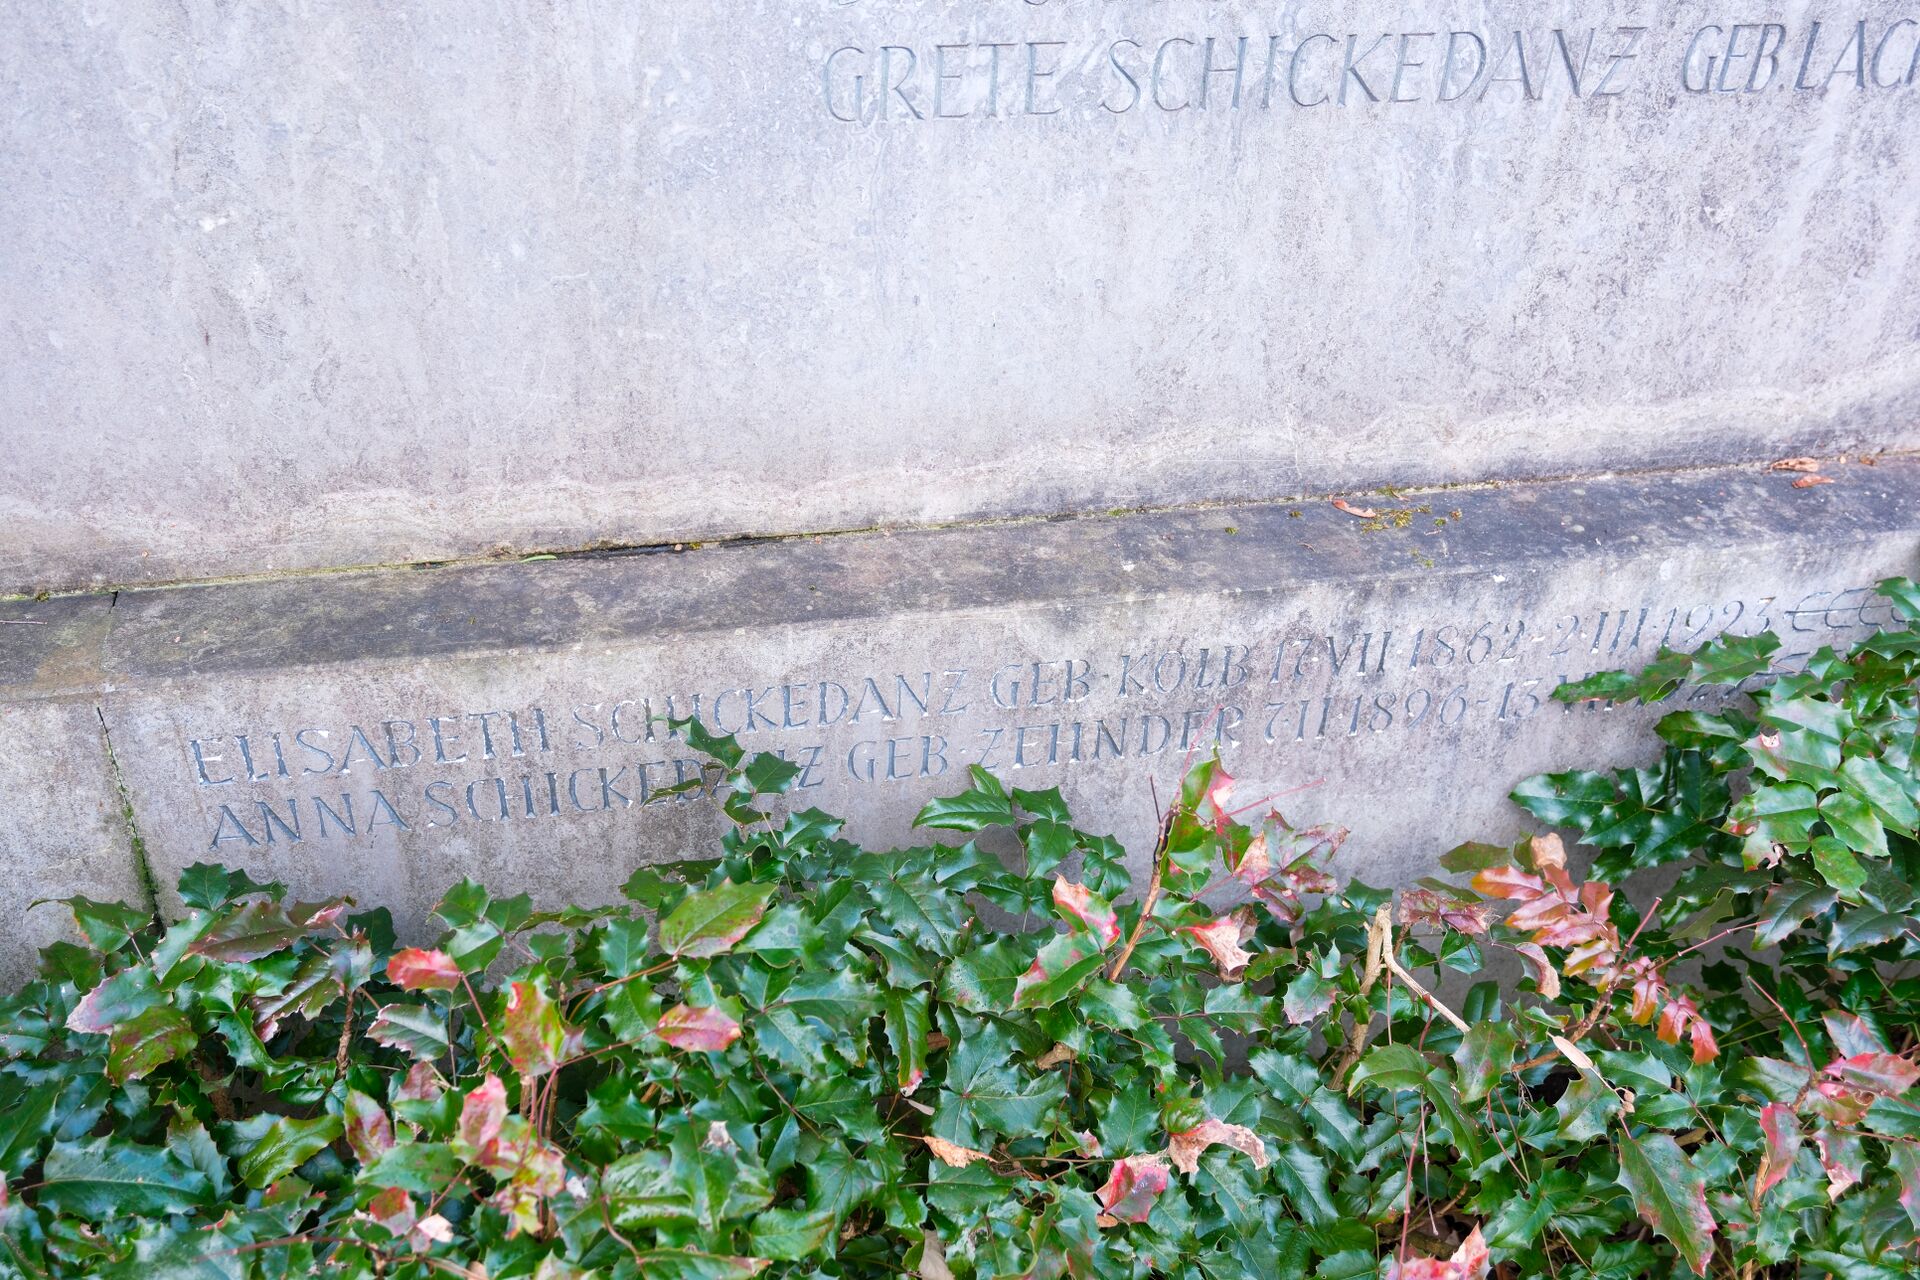 GRETE SCHICKEDANZ GEB. LACH
ELISABETH SCHICKEDANZ GEB·KOLB 17·VII·1862-2·III·1923
ANNA SCHICKEDANZ GEB·ZEHNDER 7·II·1896-13